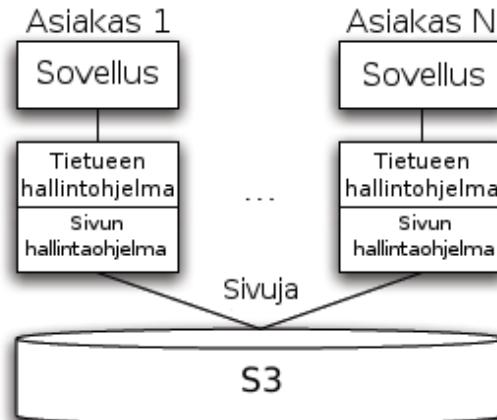 Asiakas 1
Asiakas N
Sovellus
Sovellus
Tietueen
hallintohjelma
Tietueen
hallintohjelma
Sivun
hallintaohjelma
Sivun
hallintaohjelma
...
Sivuja
S3